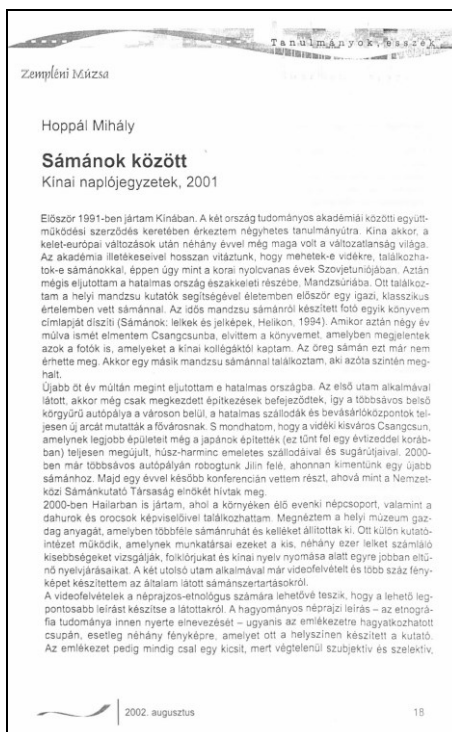 Tanulmányok, esszék
Zempléni Múzsa
Hoppál Mihály
Sámánok között
Kínai naplójegyzetek, 2001
Először 1991-ben jártam Kínában. A két ország tudományos akadémiái közötti együtt-
működési szerződés keretében érkeztem négyhetes tanulmányútra. Kína akkor, a
kelet-európai változások után néhány évvel még maga volt a változatlanság világa.
Az akadémia illetékeseivel hosszan vitáztunk, hogy mehetek-e vidékre, találkozha-
tok-e sámánokkal, éppen úgy mint a korai nyolcvanas évek Szovjetuniójában. Aztán
mégis eljutottam a hatalmas ország északkeleti részébe, Mandzsúriába. Ott találkoz-
tam a helyi mandzsu kutatók segítségével életemben először egy igazi, klasszikus
értelemben vett sámánnal. Az idős mandzsu sámánról készített fotó egyik könyvem
címlapját díszíti (Sámánok: lelkek és jelképek, Helikon, 1994). Amikor aztán négy év
múlva ismét elmentem Csangcsunba, elvittem a könyvemet, amelyben megjelentek
azok a fotók is, amelyeket a kínai kollégáktól kaptam. Az öreg sámán ezt már nem
érhette meg. Akkor egy másik mandzsu sámánnal találkoztam, aki azóta szintén meg-
halt.
Újabb öt év múltán megint eljutottam e hatalmas országba. Az első utam alkalmával
látott, akkor még csak megkezdett építkezések befejeződtek, így a többsávos belső
körgyűrű autópálya a városon belül, a hatalmas szállodák és bevásárlóközpontok tel-
jesen új arcát mutatták a fővárosnak. S mondhatom, hogy a vidéki kisváros Csangcsun,
amelynek legjobb épületeit még a japánok építették (ez tűnt fel egy évtizeddel koráb-
ban) teljesen megújult, húsz-harminc emeletes szállodáival és sugárútjaival. 2000-
ben már többsávos autópályán robogtunk Jilin felé, ahonnan kimentünk egy újabb
sámánhoz. Majd egy évvel később konferencián vettem részt, ahová mint a Nemzet-
közi Sámánkutató Társaság elnökét hívtak meg.
2000-ben Hailarban is jártam, ahol a környéken élő evenki népcsoport, valamint a
dahurok és orocsok képviselőivel találkozhattam. Megnéztem a helyi múzeum gaz-
dag anyagát, amelyben többféle sámánruhát és kelléket állítottak ki. Ott külön kutató-
intézet működik, amelynek munkatársai ezeket a kis, néhány ezer lelket számláló
kisebbségeket vizsgálják, folklórjukat és kínai nyelv nyomása alatt egyre jobban eltű-
nő nyelvjárásaikat. A két utolsó utam alkalmával már videofelvételt és több száz fény-
képet készítettem az általam látott sámánszertartásokról.
A videofelvételek a néprajzos-etnológus számára lehetővé teszik, hogy a lehető leg-
pontosabb leírást készítse a látottakról. A hagyományos néprajzi leírás – az etnográ-
fia tudománya innen nyerte elnevezését – ugyanis az emlékezetre hagyatkozhatott
csupán, esetleg néhány fényképre, amelyet ott a helyszínen készített a kutató.
Az emlékezet pedig mindig csal egy kicsit, mert végtelenül szubjektív és szelektív,
2002. augusztus
18